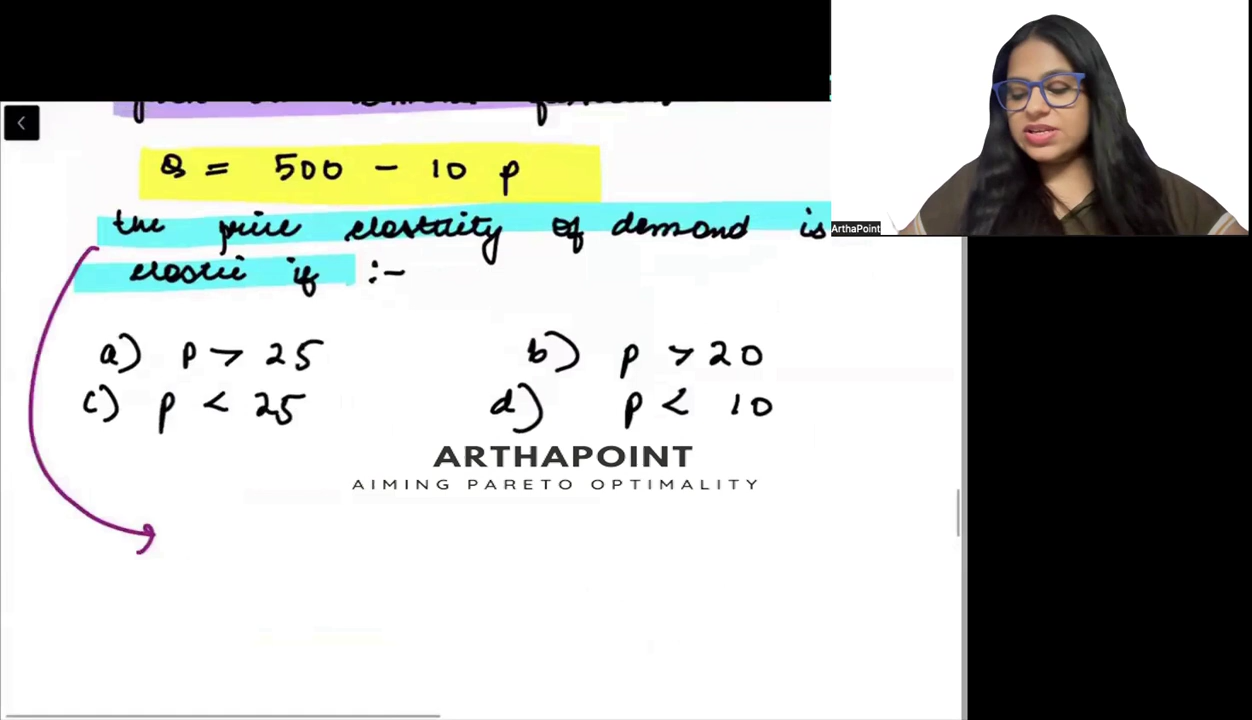 Q = 500 - 10 p
the price elasticity of demand is
elastic if :-
a) p > 25 b) p > 20
c) p < 25 d) p < 10
ARTHAPOINT
AIMING PARETO OPTIMALITY
ArthaPoint